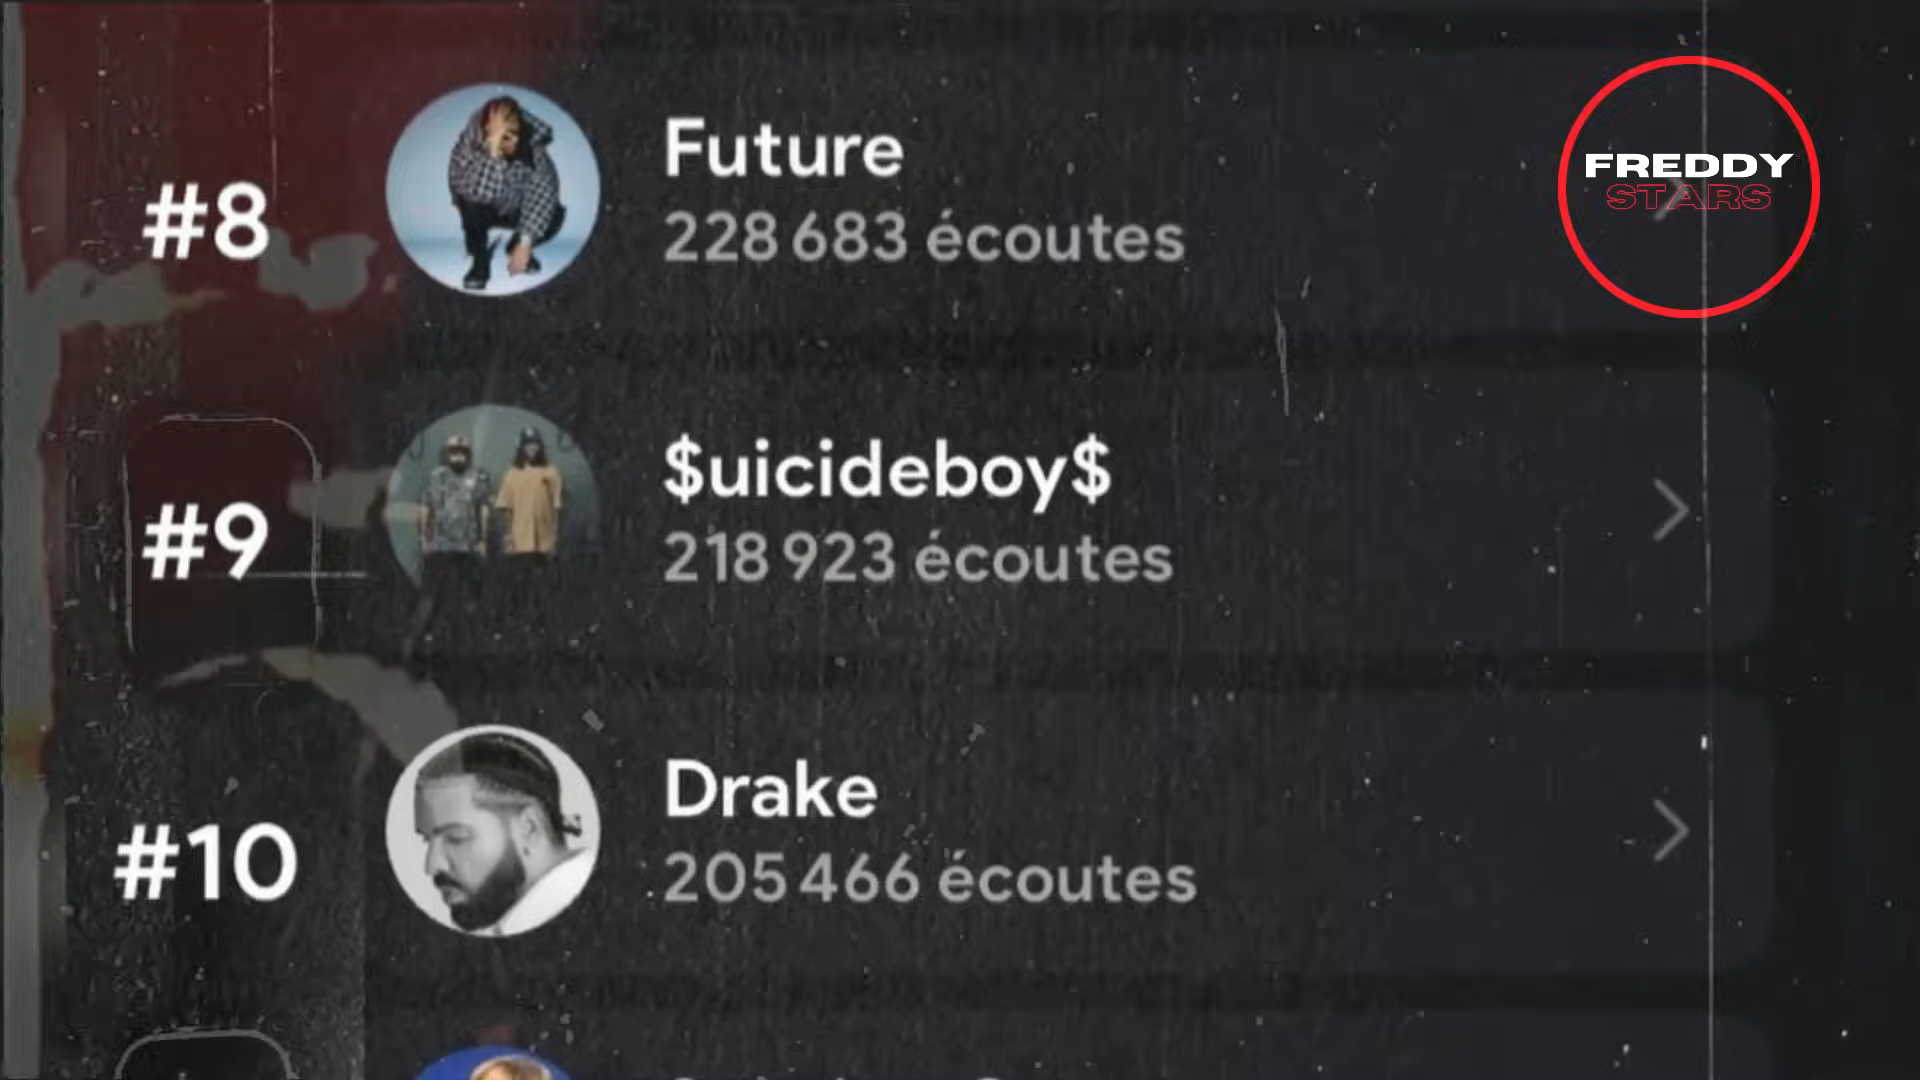 #8
Future
228 683 écoutes
FREDDY
STARS
#9
$uicideboy$
218 923 écoutes
#10
Drake
205 466 écoutes